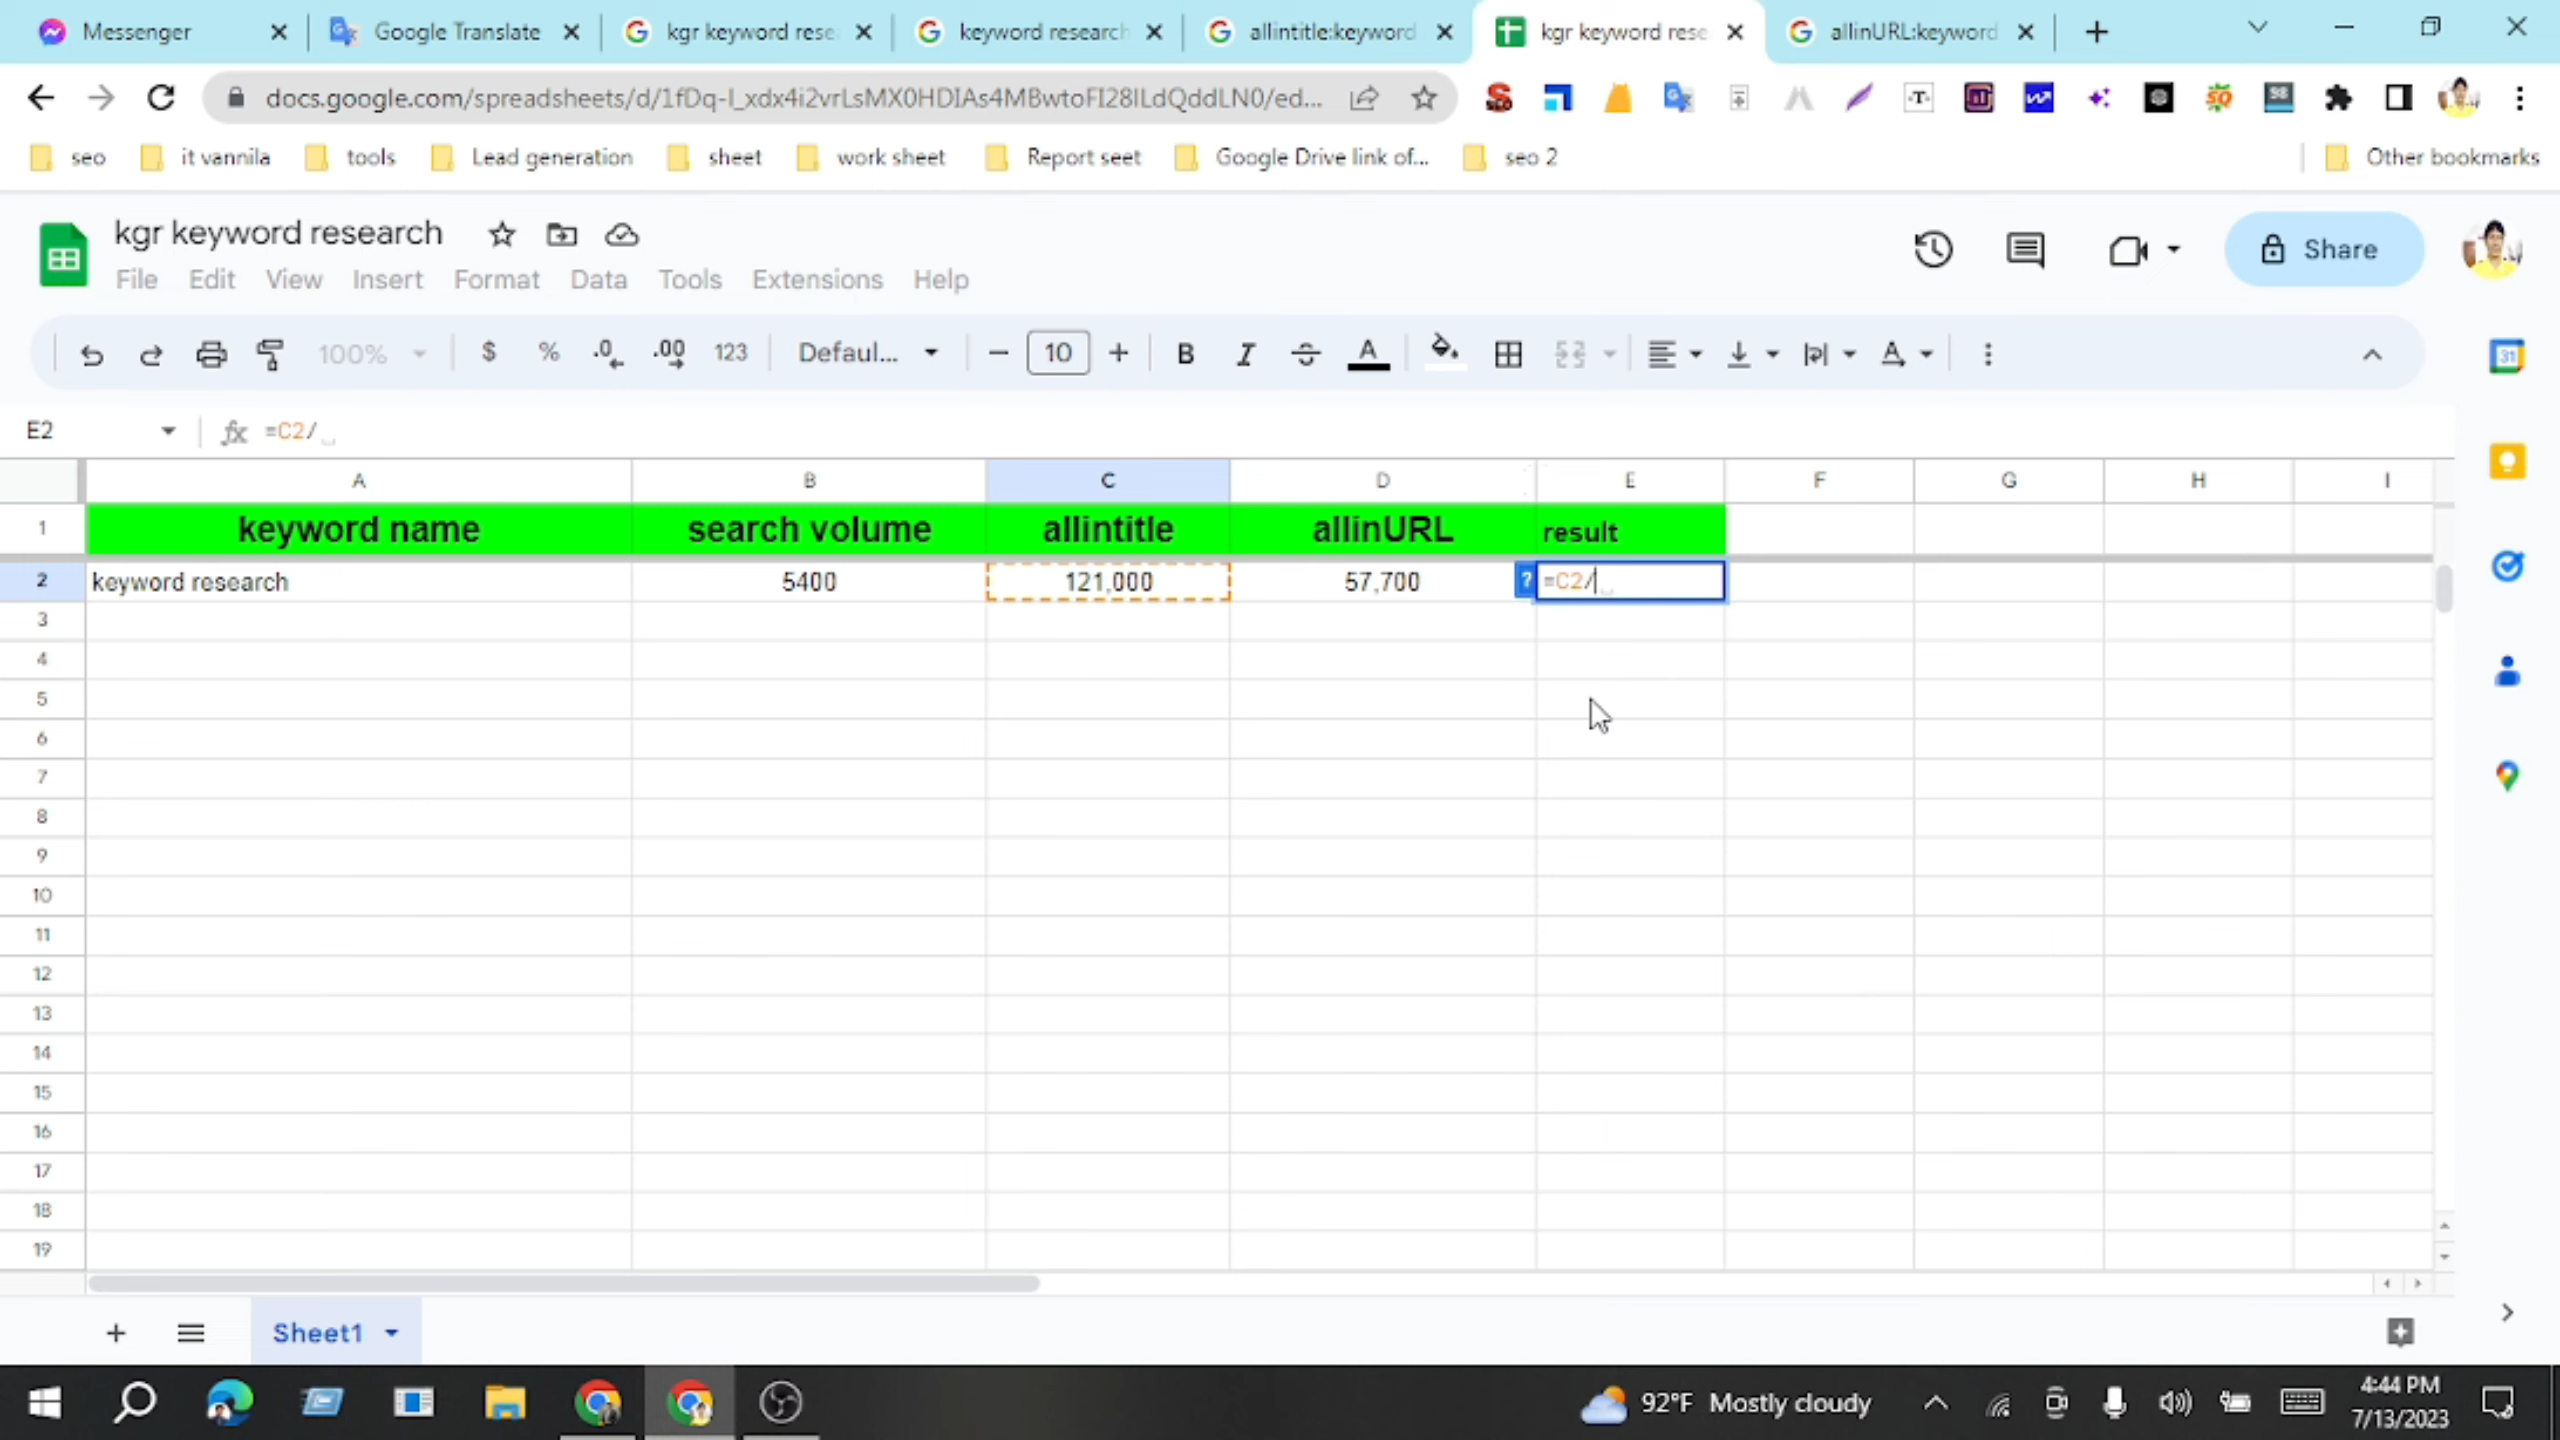 Messenger
Google Translate
kgr keyword rese
keyword research
allintitle:keyword
kgr keyword rese
allinURL:keyword
docs.google.com/spreadsheets/d/1fDq-I_xdx4i2vrLsMX0HDIAs4MBwtoFI28ILdQddLN0/ed...
seo
it vannila
tools
Lead generation
sheet
work sheet
Report seet
Google Drive link of...
seo 2
Other bookmarks
kgr keyword research
File Edit View Insert Format Data Tools Extensions Help
Share
100% $ % .0 .00 123 Defaul... 10 B I A
31
E2 fx =C2/
A B C D E F G H I
1 keyword name search volume allintitle allinURL result
2 keyword research 5400 121,000 57,700 ? =C2/
3
4
5
6
7
8
9
10
11
12
13
14
15
16
17
18
19
Sheet1
92°F Mostly cloudy
4:44 PM
7/13/2023